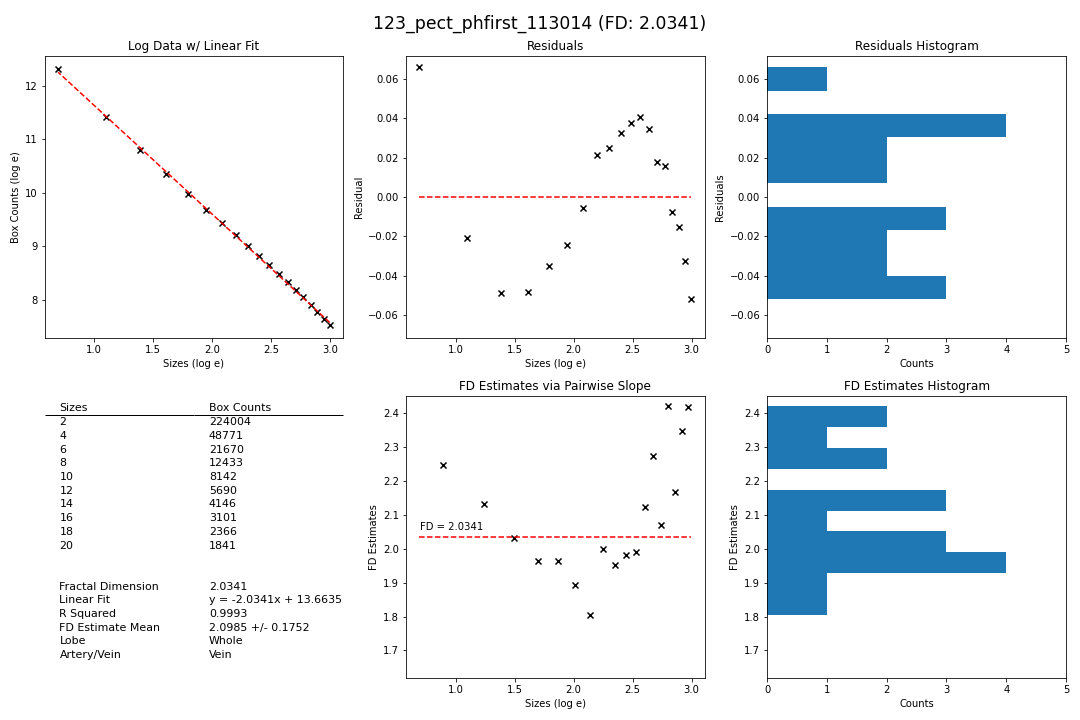 123_pect_phfirst_113014 (FD: 2.0341)
Log Data w/ Linear Fit
12
11
10
9
8
Box Counts (log e)
1.0 1.5 2.0 2.5 3.0
Sizes (log e)
Residuals
0.06
0.04
0.02
0.00
−0.02
−0.04
−0.06
Residual
1.0 1.5 2.0 2.5 3.0
Sizes (log e)
Residuals Histogram
0.06
0.04
0.02
0.00
−0.02
−0.04
−0.06
Residuals
0 1 2 3 4 5
Counts
Sizes Box Counts
2 224004
4 48771
6 21670
8 12433
10 8142
12 5690
14 4146
16 3101
18 2366
20 1841
Fractal Dimension 2.0341
Linear Fit y = -2.0341x + 13.6635
R Squared 0.9993
FD Estimate Mean 2.0985 +/- 0.1752
Lobe Whole
Artery/Vein Vein
FD Estimates via Pairwise Slope
2.4
2.3
2.2
2.1
2.0
1.9
1.8
1.7
FD Estimates
FD = 2.0341
1.0 1.5 2.0 2.5 3.0
Sizes (log e)
FD Estimates Histogram
2.4
2.3
2.2
2.1
2.0
1.9
1.8
1.7
FD Estimates
0 1 2 3 4 5
Counts